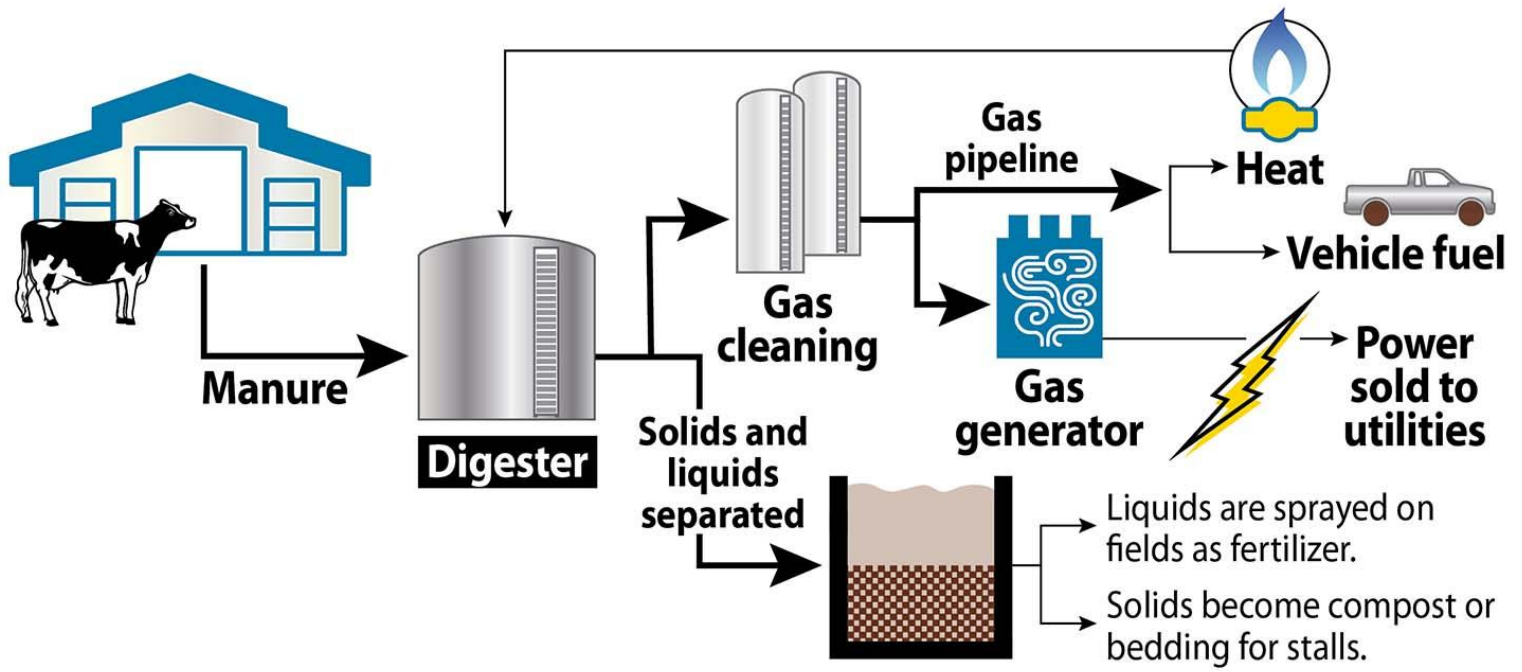 Manure
Digester
Gas
cleaning
Gas
pipeline
Heat
Vehicle fuel
Gas
generator
Power
sold to
utilities
Solids and
liquids
separated
Liquids are sprayed on
fields as fertilizer.
Solids become compost or
bedding for stalls.